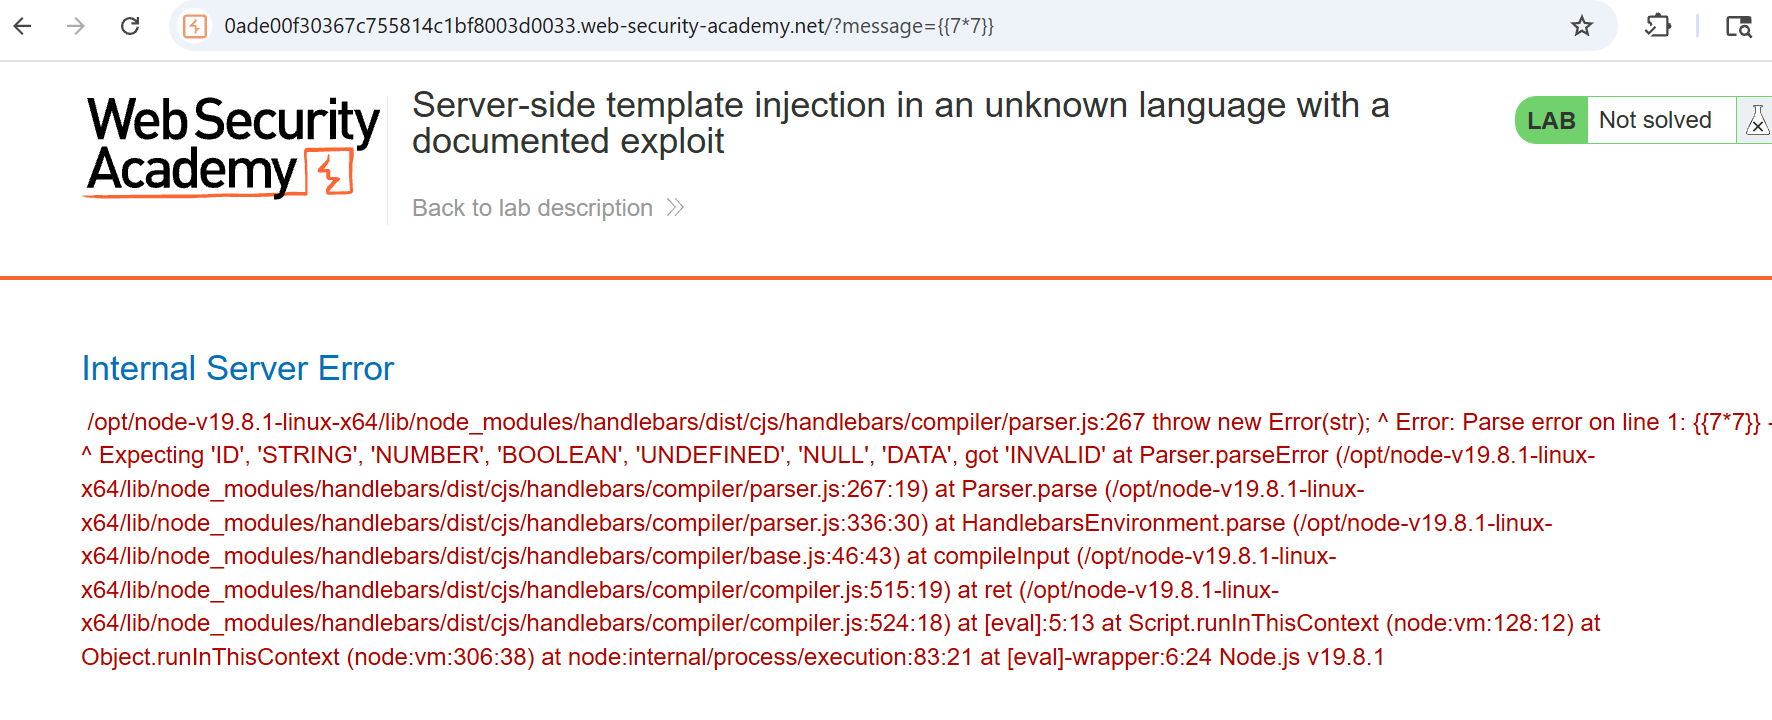 0ade00f30367c755814c1bf8003d0033.web-security-academy.net/?message={{7*7}}
Web Security
Academy
Server-side template injection in an unknown language with a
documented exploit
LAB Not solved
Back to lab description
Internal Server Error
/opt/node-v19.8.1-linux-x64/lib/node_modules/handlebars/dist/cjs/handlebars/compiler/parser.js:267 throw new Error(str); ^ Error: Parse error on line 1: {{7*7}} -
^ Expecting 'ID', 'STRING', 'NUMBER', 'BOOLEAN', 'UNDEFINED', 'NULL', 'DATA', got 'INVALID' at Parser.parseError (/opt/node-v19.8.1-linux-
x64/lib/node_modules/handlebars/dist/cjs/handlebars/compiler/parser.js:267:19) at Parser.parse (/opt/node-v19.8.1-linux-
x64/lib/node_modules/handlebars/dist/cjs/handlebars/compiler/parser.js:336:30) at HandlebarsEnvironment.parse (/opt/node-v19.8.1-linux-
x64/lib/node_modules/handlebars/dist/cjs/handlebars/compiler/base.js:46:43) at compileInput (/opt/node-v19.8.1-linux-
x64/lib/node_modules/handlebars/dist/cjs/handlebars/compiler/compiler.js:515:19) at ret (/opt/node-v19.8.1-linux-
x64/lib/node_modules/handlebars/dist/cjs/handlebars/compiler/compiler.js:524:18) at [eval]:5:13 at Script.runInThisContext (node:vm:128:12) at
Object.runInThisContext (node:vm:306:38) at node:internal/process/execution:83:21 at [eval]-wrapper:6:24 Node.js v19.8.1